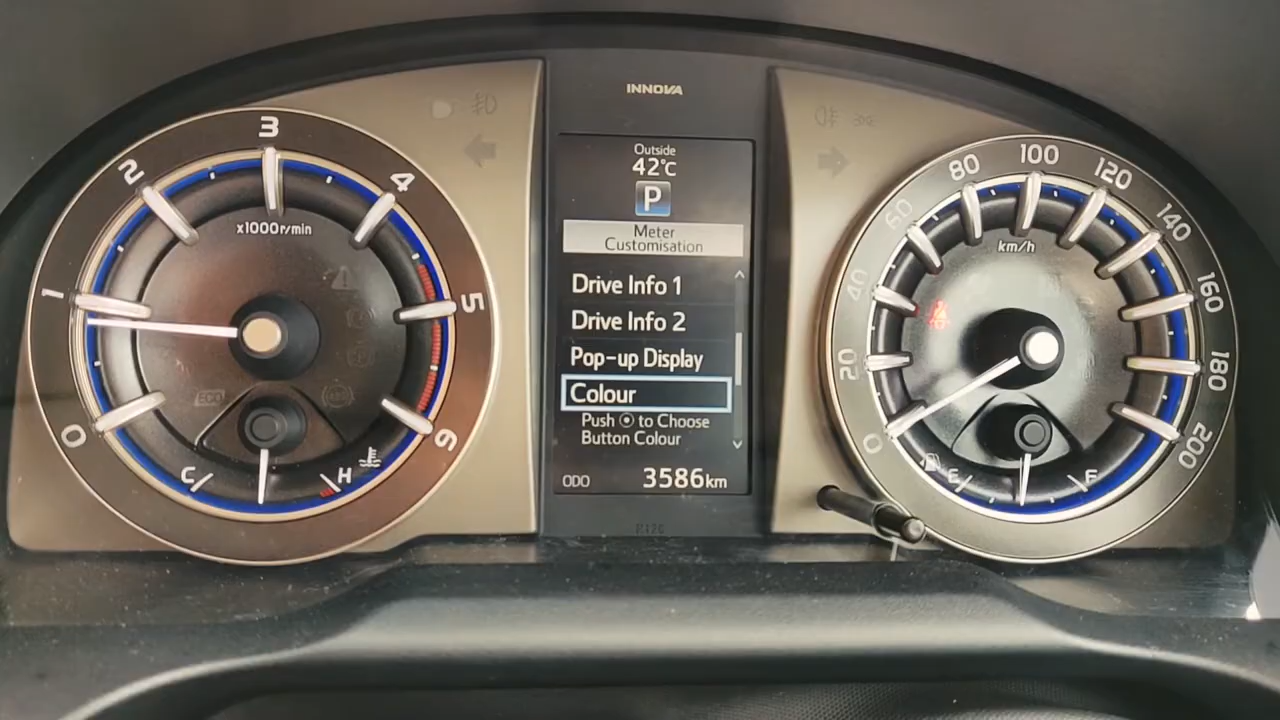 0
1
2
3
4
5
6
x1000r/min
ECO
C
H
INNOVA
Outside
42°C
P
Meter
Customisation
Drive Info 1
Drive Info 2
Pop-up Display
Colour
Push ⦿ to Choose
Button Colour
ODO 3586km
0
20
40
60
80
100
120
140
160
180
200
km/h
E
F